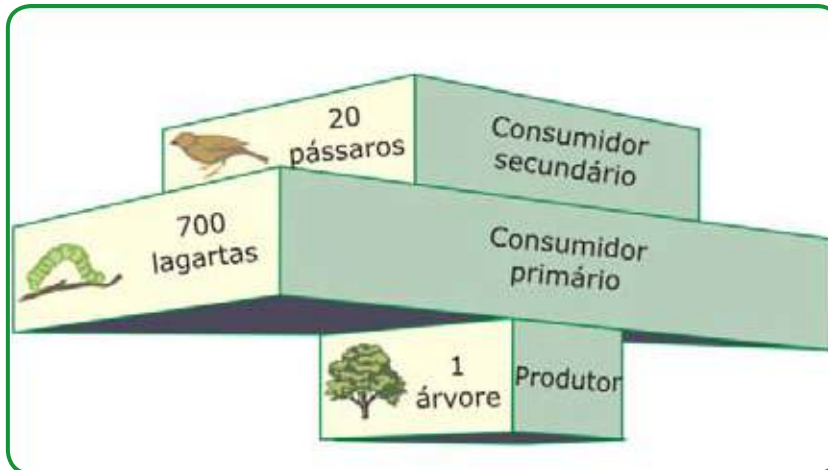 20
pássaros
Consumidor
secundário
700
lagartas
Consumidor
primário
1
árvore
Produtor